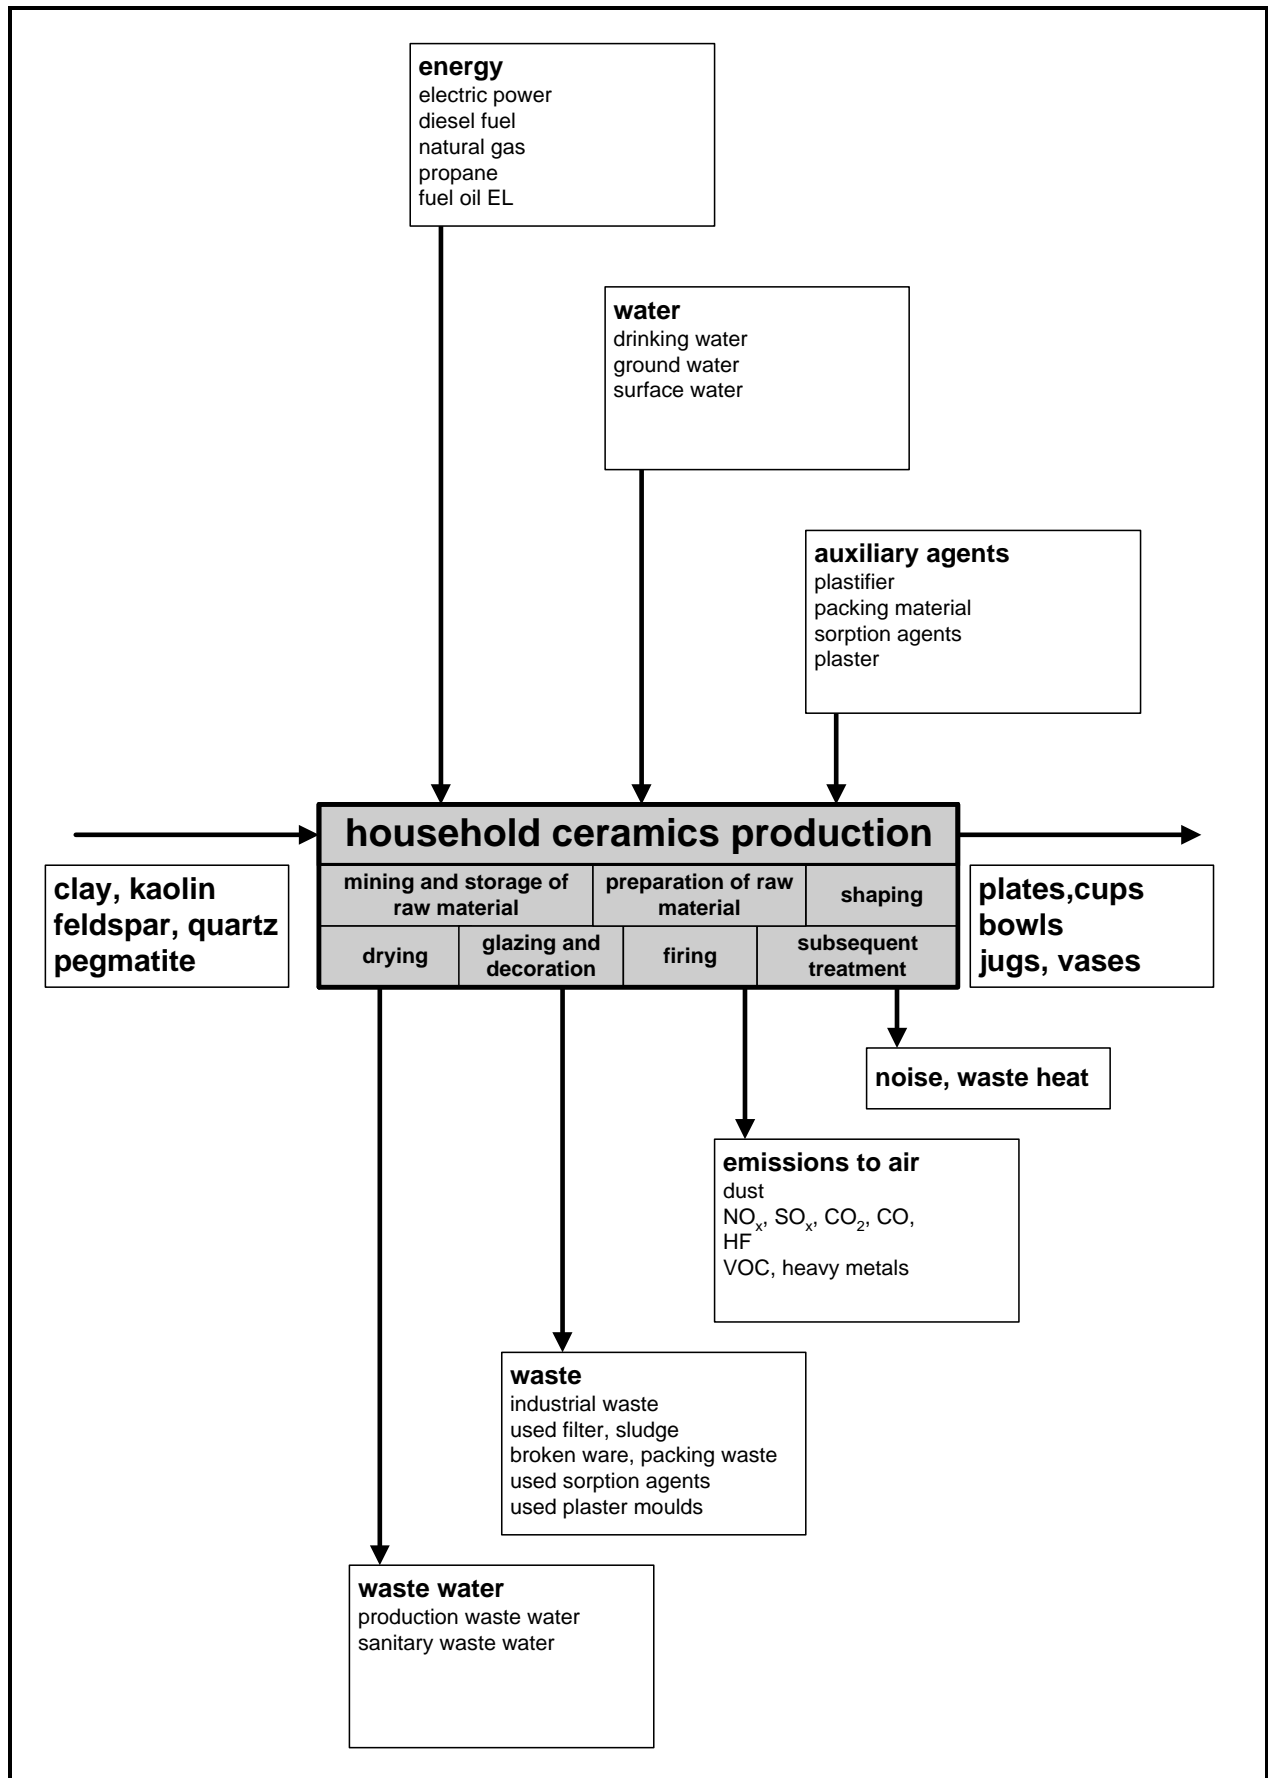 energy
electric power
diesel fuel
natural gas
propane
fuel oil EL
water
drinking water
ground water
surface water
auxiliary agents
plastifier
packing material
sorption agents
plaster
household ceramics production
mining and storage of
raw material
preparation of raw
material
shaping
drying
glazing and
decoration
firing
subsequent
treatment
clay, kaolin
feldspar, quartz
pegmatite
plates,cups
bowls
jugs, vases
noise, waste heat
emissions to air
dust
NOx, SOx, CO2, CO,
HF
VOC, heavy metals
waste
industrial waste
used filter, sludge
broken ware, packing waste
used sorption agents
used plaster moulds
waste water
production waste water
sanitary waste water